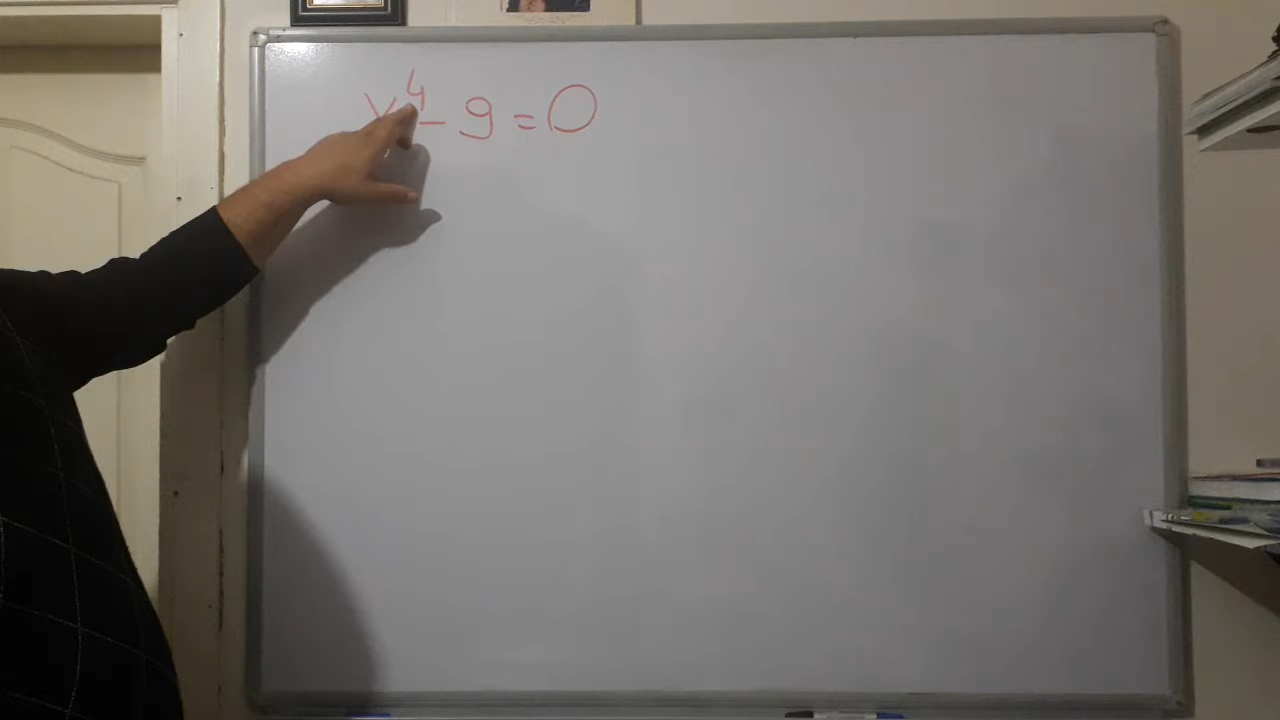 x⁴ - 9 = 0